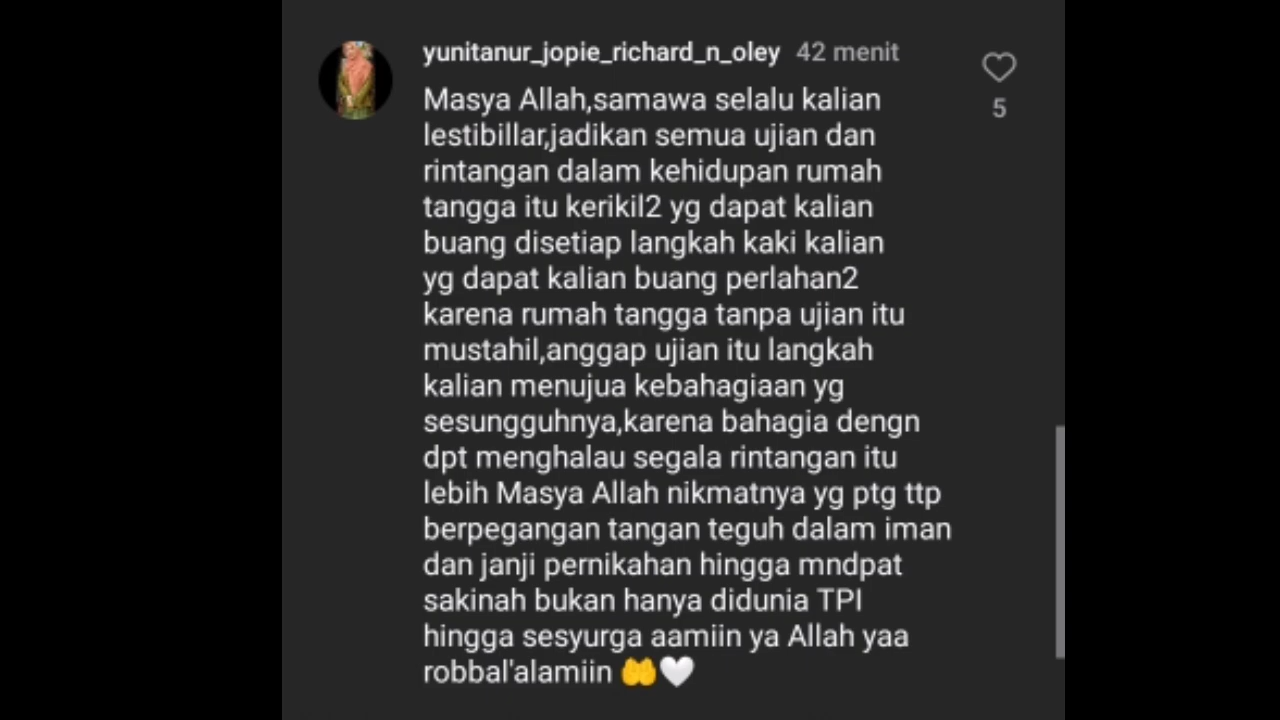 yunitanur_jopie_richard_n_oley 42 menit
Masya Allah,samawa selalu kalian
lestibillar,jadikan semua ujian dan
rintangan dalam kehidupan rumah
tangga itu kerikil2 yg dapat kalian
buang disetiap langkah kaki kalian
yg dapat kalian buang perlahan2
karena rumah tangga tanpa ujian itu
mustahil,anggap ujian itu langkah
kalian menujua kebahagiaan yg
sesungguhnya,karena bahagia dengn
dpt menghalau segala rintangan itu
lebih Masya Allah nikmatnya yg ptg ttp
berpegangan tangan teguh dalam iman
dan janji pernikahan hingga mndpat
sakinah bukan hanya didunia TPI
hingga sesyurga aamiin ya Allah yaa
robbal'alamiin 🤲🤍
5